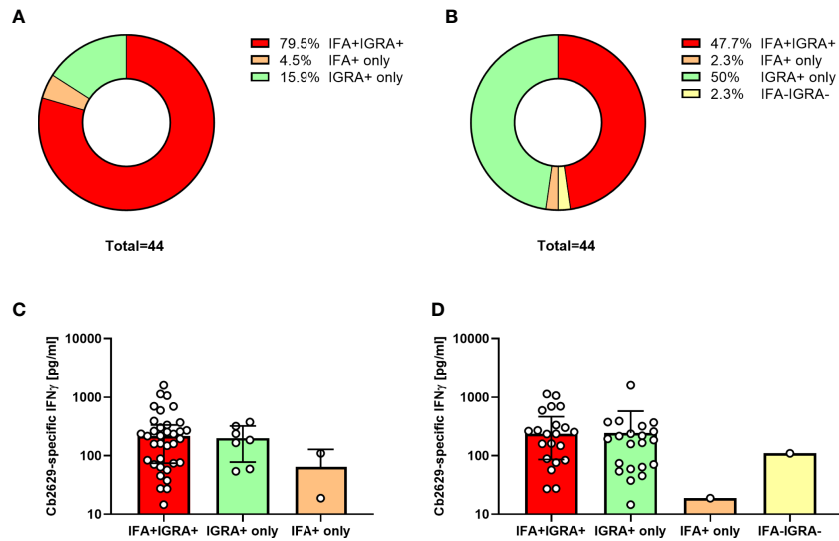 A
79.5% IFA+IGRA+
4.5% IFA+ only
15.9% IGRA+ only
Total=44
B
47.7% IFA+IGRA+
2.3% IFA+ only
50% IGRA+ only
2.3% IFA-IGRA-
Total=44
C
Cb2629-specific IFNγ [pg/ml]
10000
1000
100
10
IFA+IGRA+ IGRA+ only IFA+ only
D
Cb2629-specific IFNγ [pg/ml]
10000
1000
100
10
IFA+IGRA+ IGRA+ only IFA+ only IFA-IGRA-